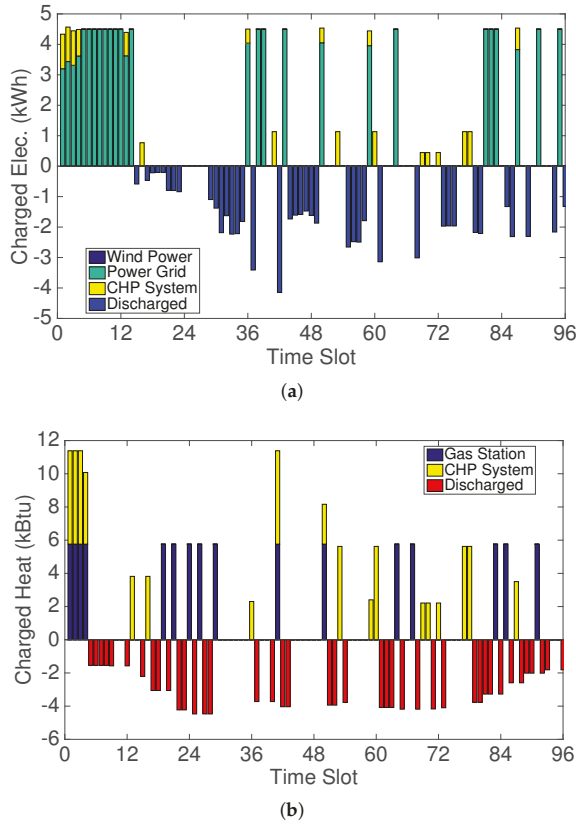 5
4
3
2
1
0
-1
-2
-3
-4
-5
Charged Elec. (kWh)
Wind Power
Power Grid
CHP System
Discharged
0 12 24 36 48 60 72 84 96
Time Slot
(a)
12
10
8
6
4
2
0
-2
-4
-6
Charged Heat (kBtu)
Gas Station
CHP System
Discharged
0 12 24 36 48 60 72 84 96
Time Slot
(b)